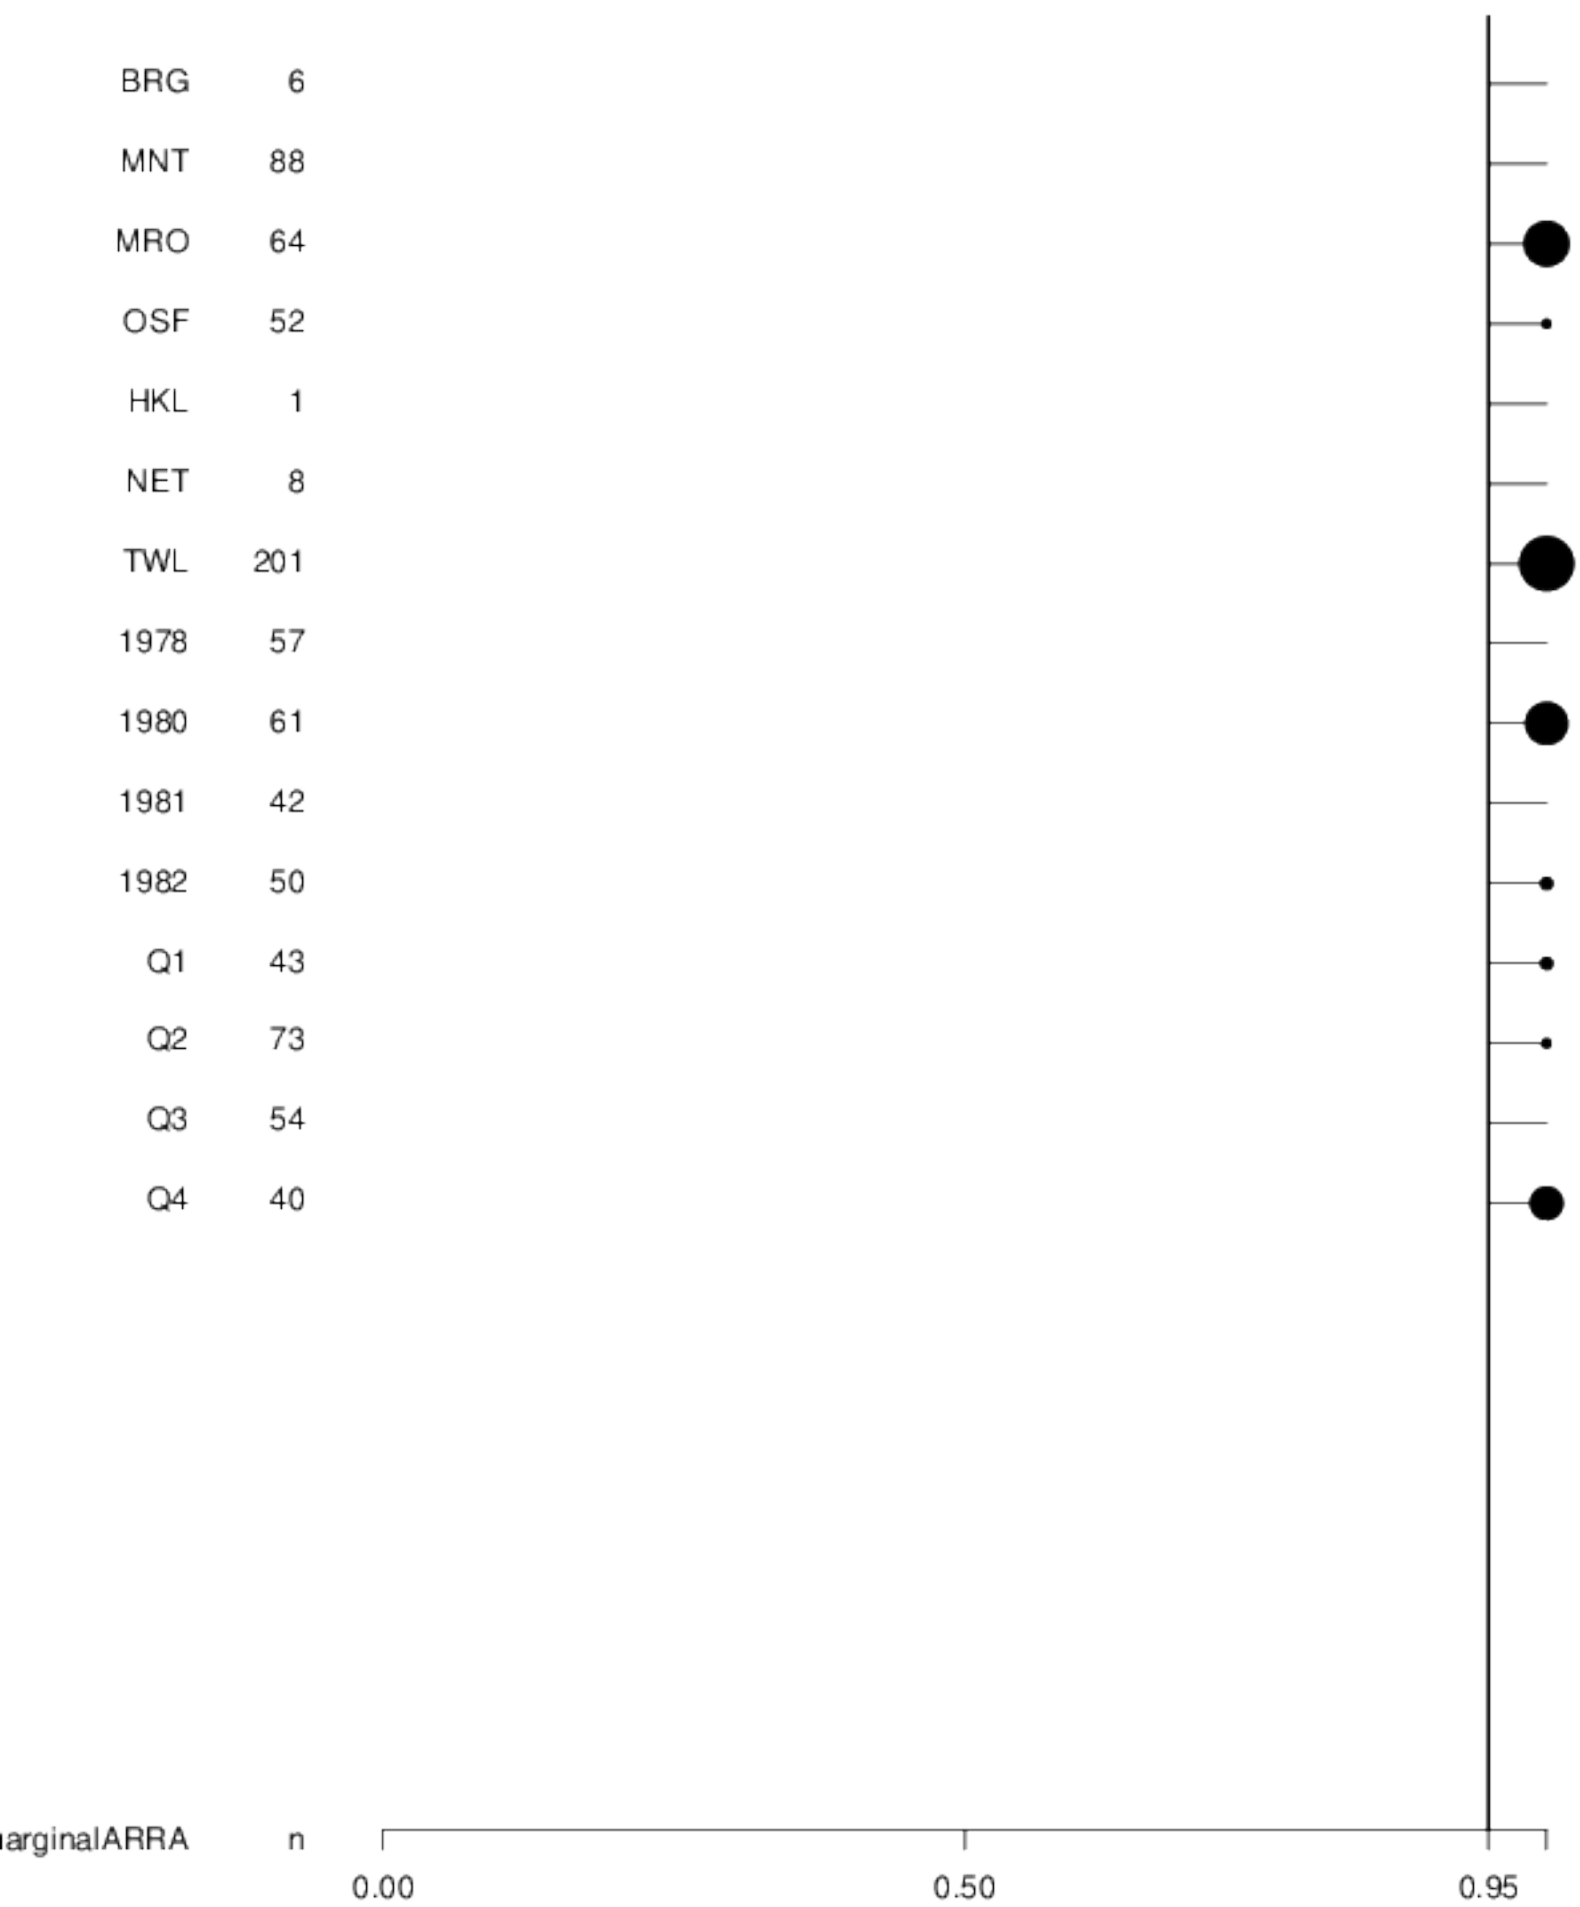 BRG 6
MNT 88
MRO 64
OSF 52
HKL 1
NET 8
TWL 201
1978 57
1980 61
1981 42
1982 50
Q1 43
Q2 73
Q3 54
Q4 40
arginalARRA n
0.00 0.50 0.95